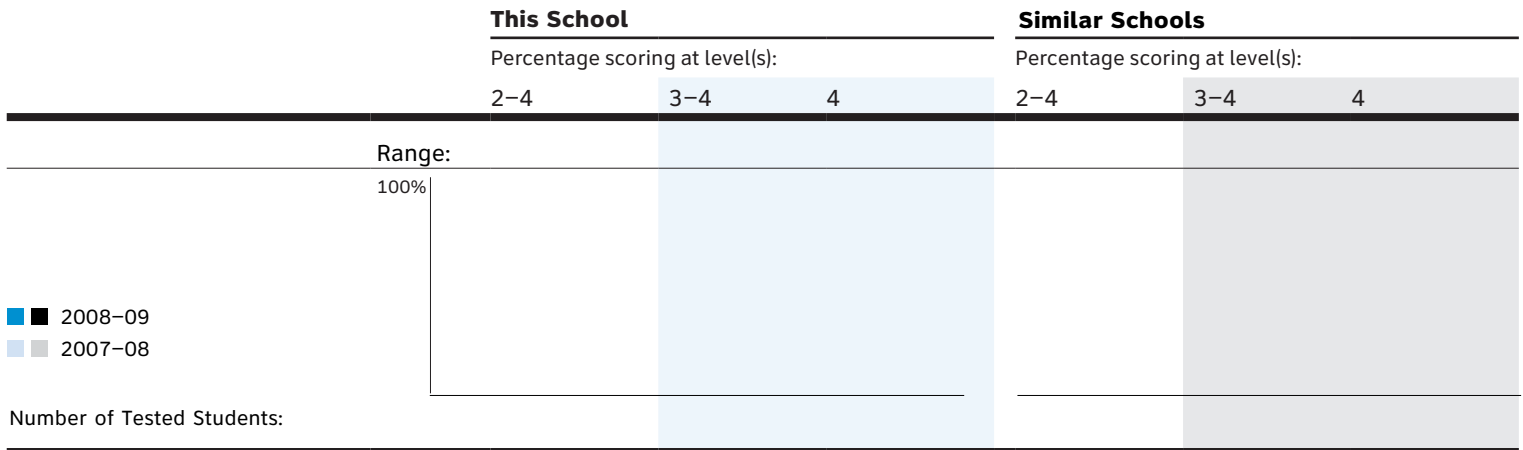 This School Similar Schools
Percentage scoring at level(s): Percentage scoring at level(s):
2–4 3–4 4 2–4 3–4 4
Range:
100%
2008–09
2007–08
Number of Tested Students: